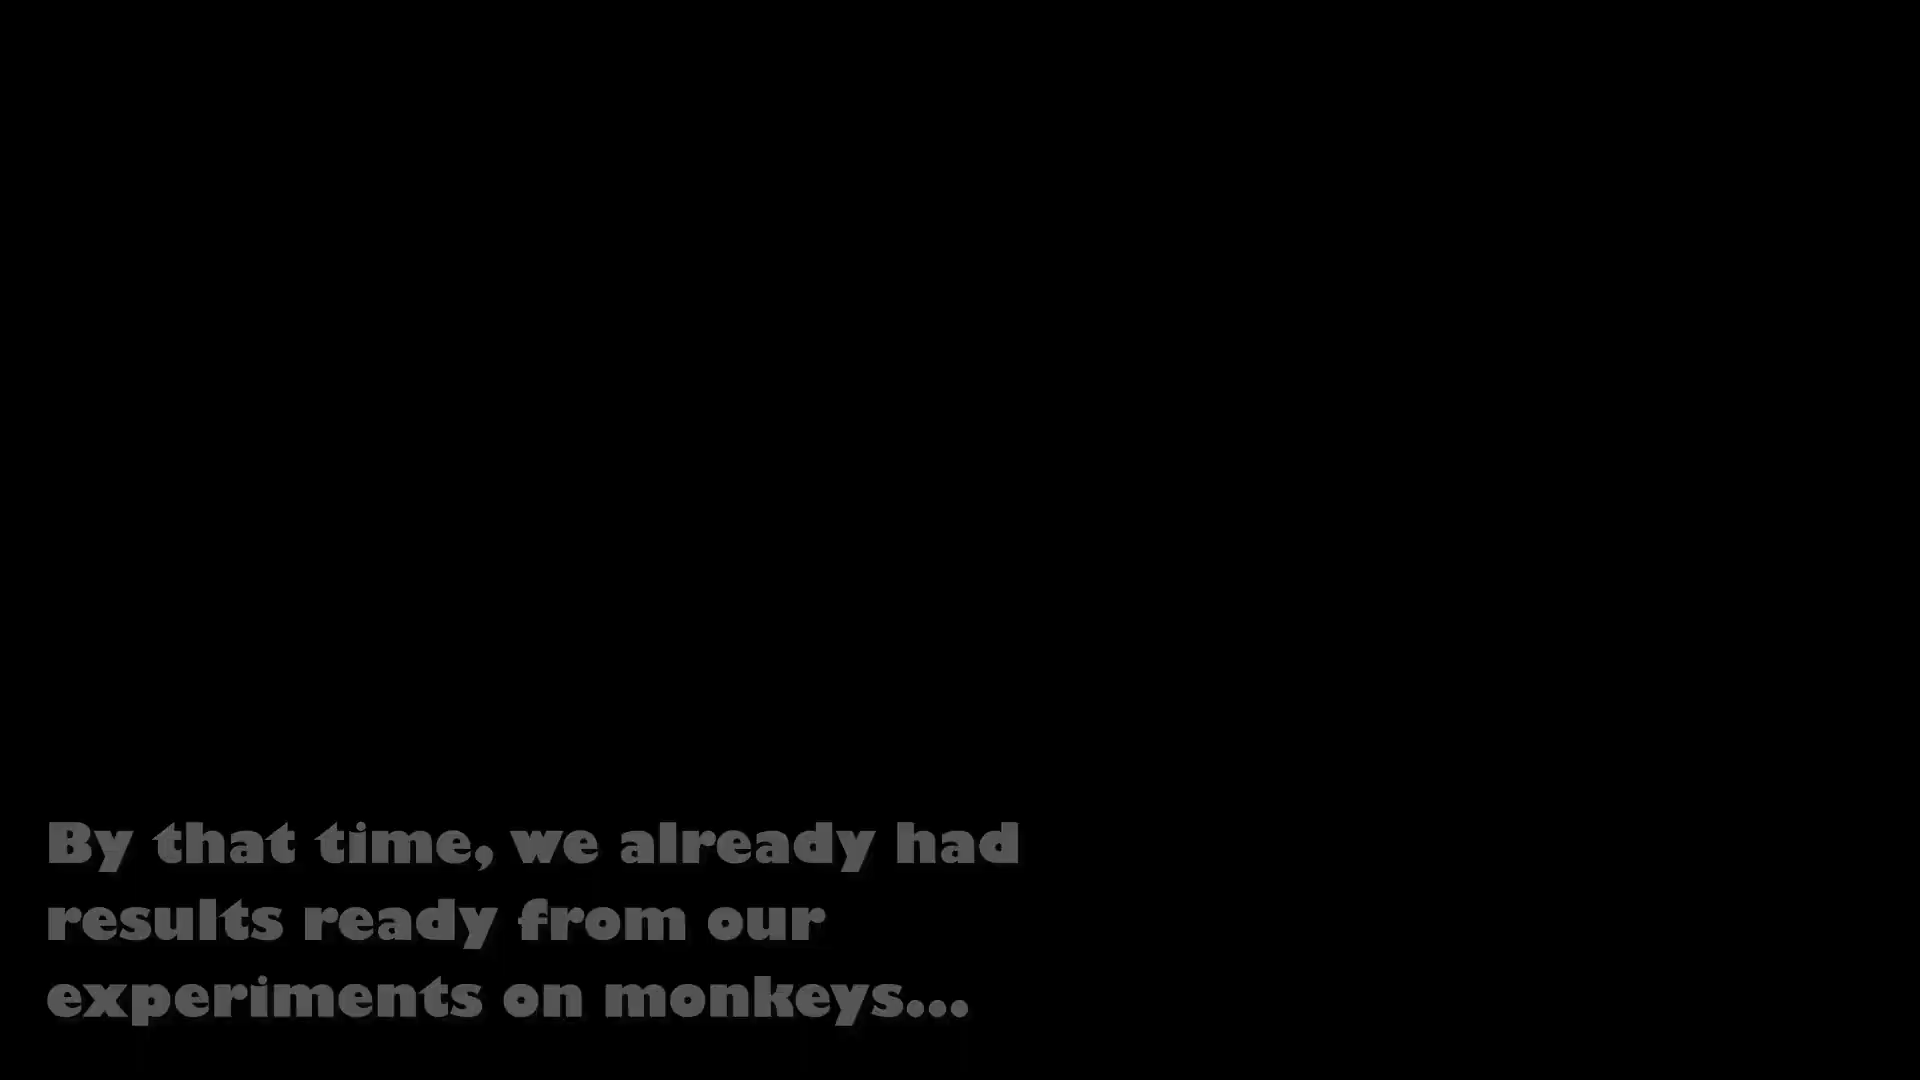 By that time, we already had
results ready from our
experiments on monkeys...